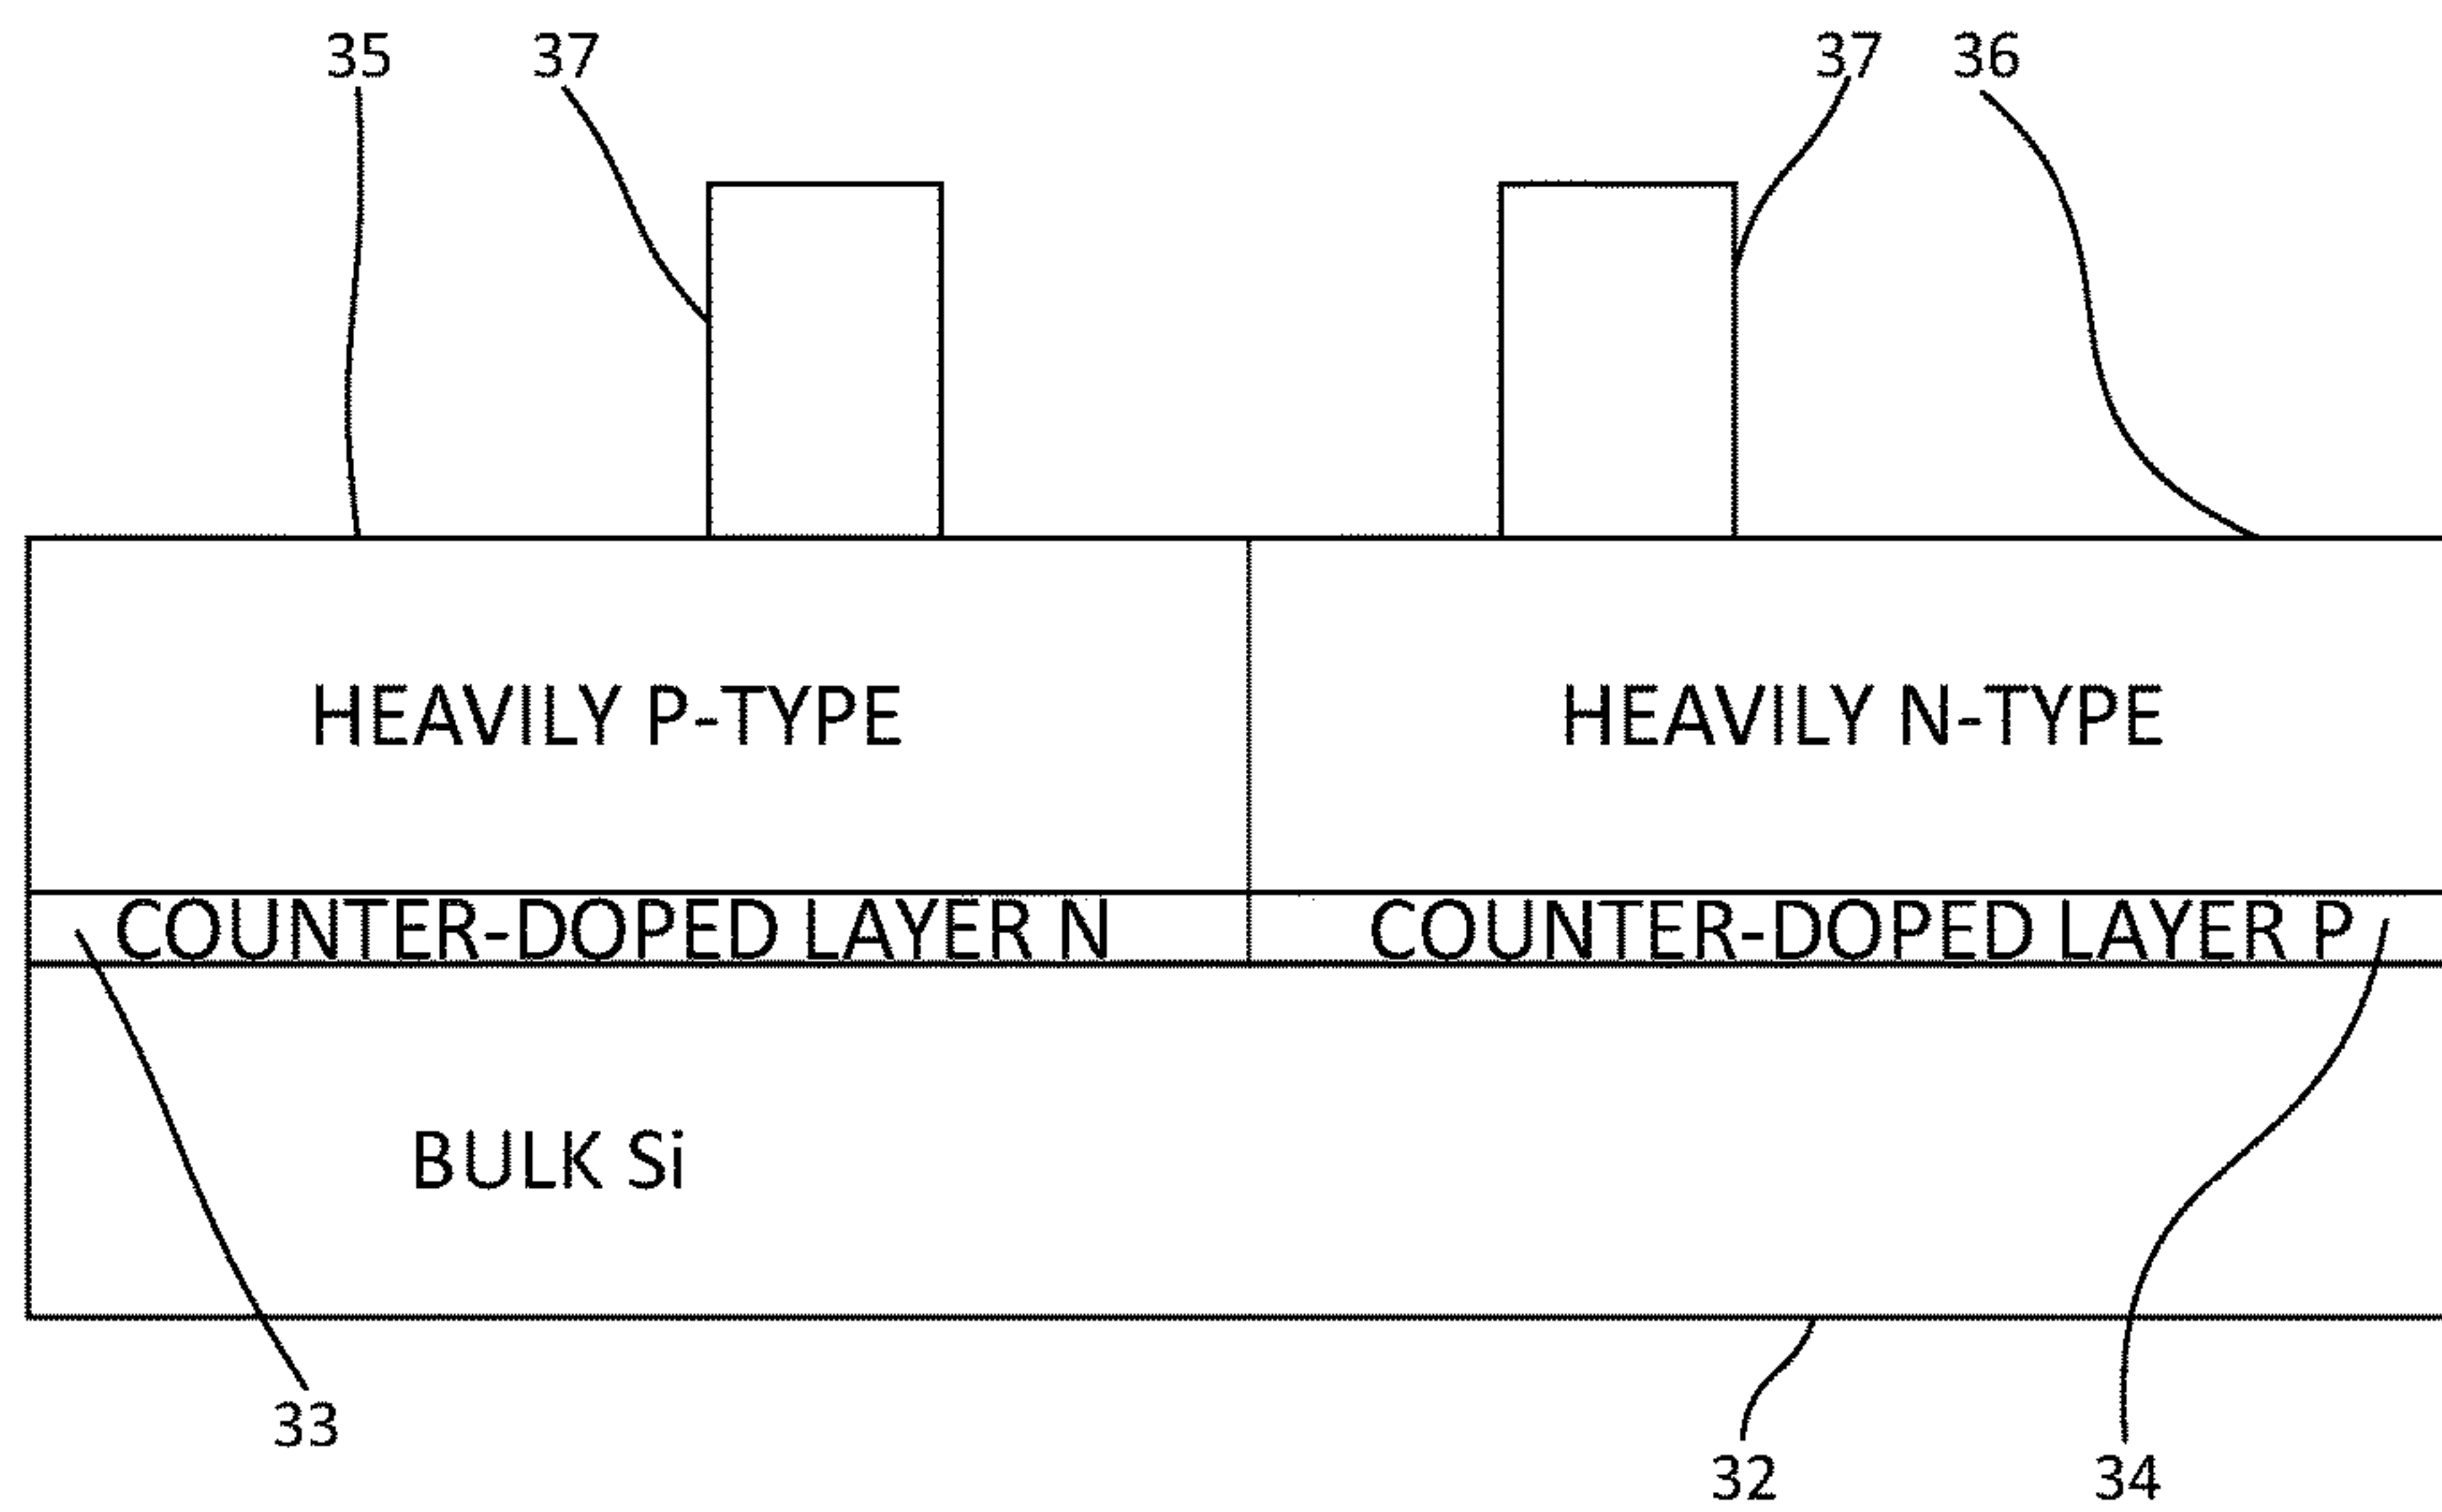 35 37 37 36
HEAVILY P-TYPE HEAVILY N-TYPE
COUNTER-DOPED LAYER N COUNTER-DOPED LAYER P
BULK Si
33
32 34